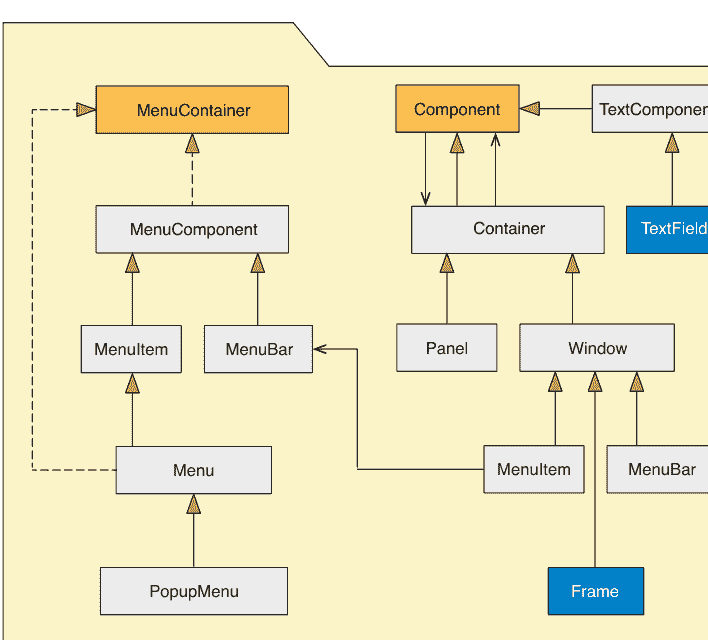 MenuContainer
Component
TextComponen
MenuComponent
Container
TextField
MenuItem
MenuBar
Panel
Window
Menu
MenuItem
MenuBar
PopupMenu
Frame